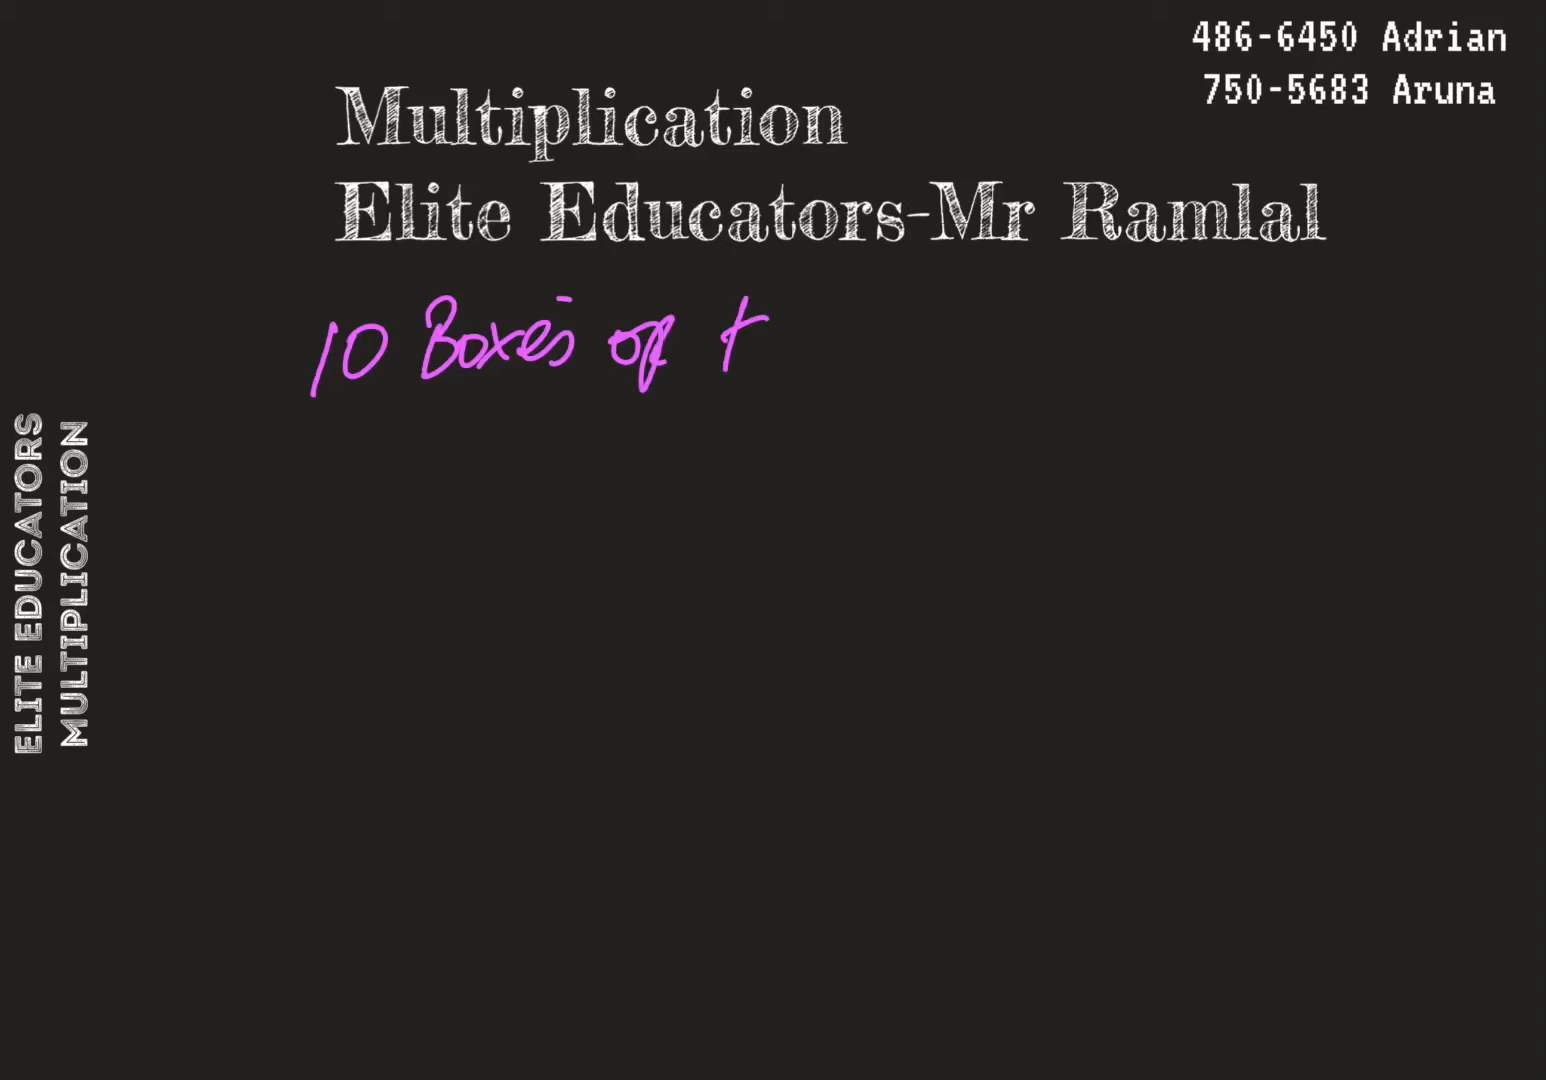 486-6450 Adrian
750-5683 Aruna
Multiplication
Elite Educators-Mr Ramlal
10 Boxes of t
ELITE EDUCATORS
MULTIPLICATION